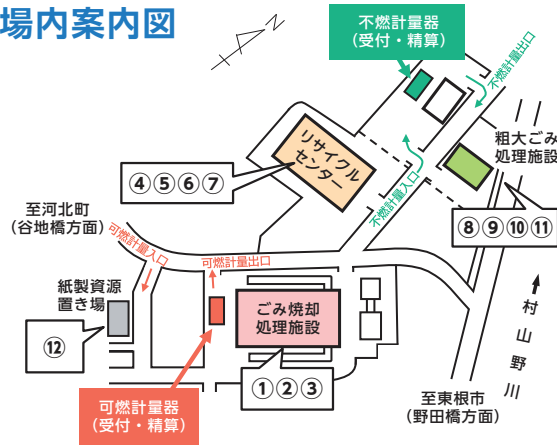 場内案内図
N
不燃計量器
（受付・精算）
不燃計量出口
リサイクル
センター
粗大ごみ
処理施設
④⑤⑥⑦
不燃計量入口
⑧⑨⑩⑪
至河北町
（谷地橋方面）
可燃計量入口
可燃計量出口
紙製資源
置き場
ごみ焼却
処理施設
村山野川
⑫
①②③
可燃計量器
（受付・精算）
至東根市
（野田橋方面）